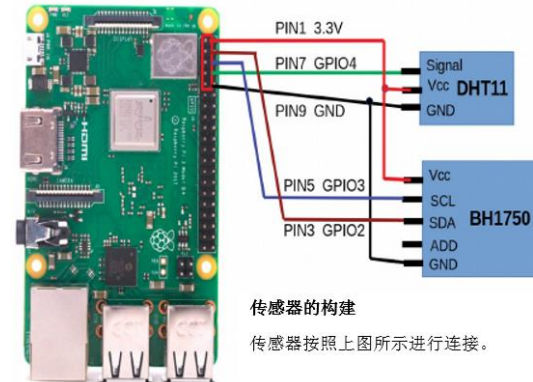 PIN1 3.3V
PIN7 GPIO4
PIN9 GND
PIN5 GPIO3
PIN3 GPIO2
Signal
Vcc
GND
DHT11
Vcc
SCL
SDA
ADD
GND
BH1750
HDMI
传感器的构建
传感器按照上图所示进行连接。